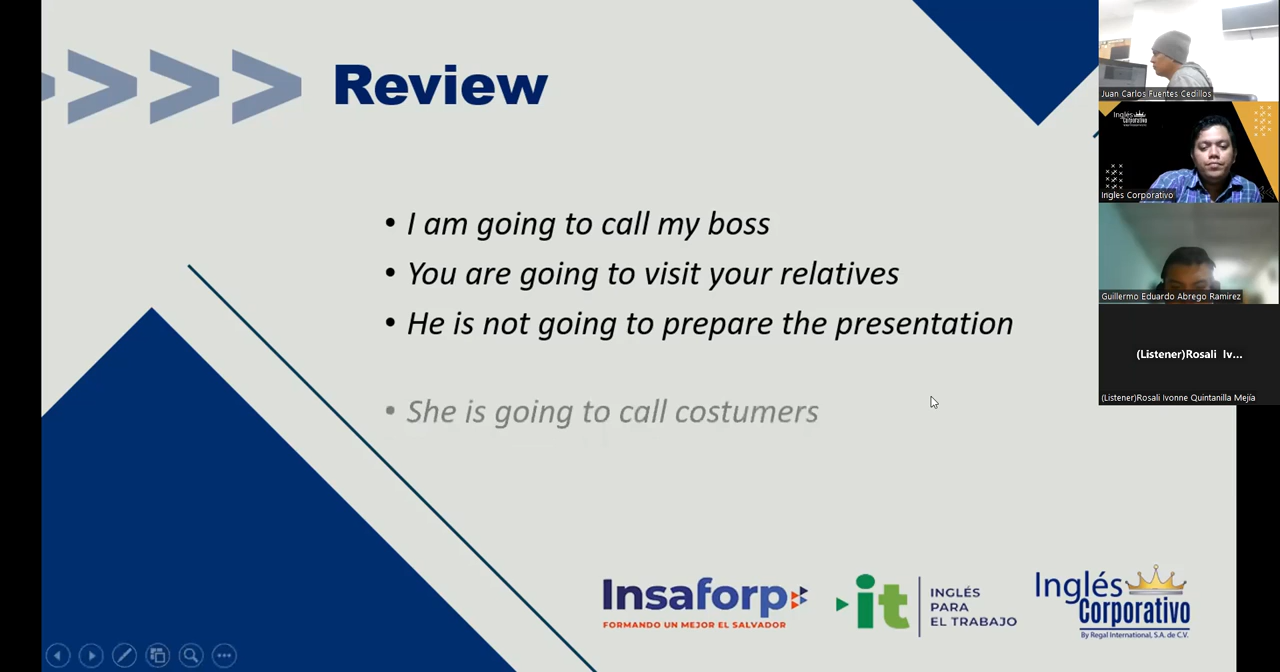 Review
• I am going to call my boss
• You are going to visit your relatives
• He is not going to prepare the presentation
• She is going to call costumers
Insaforp
FORMANDO UN MEJOR EL SALVADOR
it
INGLÉS
PARA
EL TRABAJO
Inglés
Corporativo
By Regal International, S.A. de C.V.
Juan Carlos Fuentes Cedillos
Inglés
Corporativo
Ingles Corporativo
Guillermo Eduardo Abrego Ramirez
(Listener)Rosali Iv...
(Listener)Rosali Ivonne Quintanilla Mejía